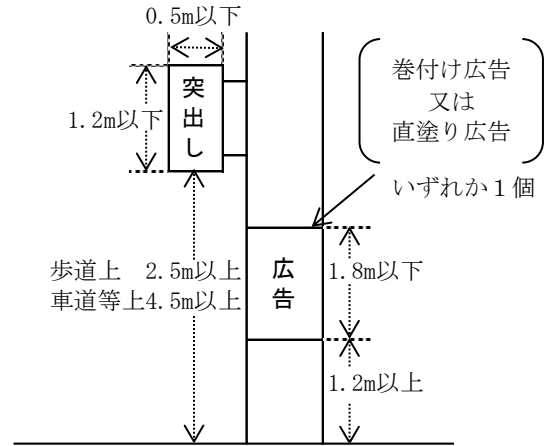 0.5m以下
突出し
1.2m以下
巻付け広告
又は
直塗り広告
いずれか１個
歩道上　2.5m以上
車道等上4.5m以上
広告
1.8m以下
1.2m以上